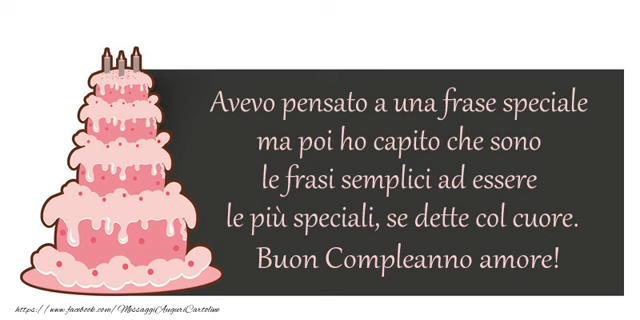 Avevo pensato a una frase speciale
ma poi ho capito che sono
le frasi semplici ad essere
le più speciali, se dette col cuore.
Buon Compleanno amore!
https://www.facebook.com/MessaggiAuguriCartoline